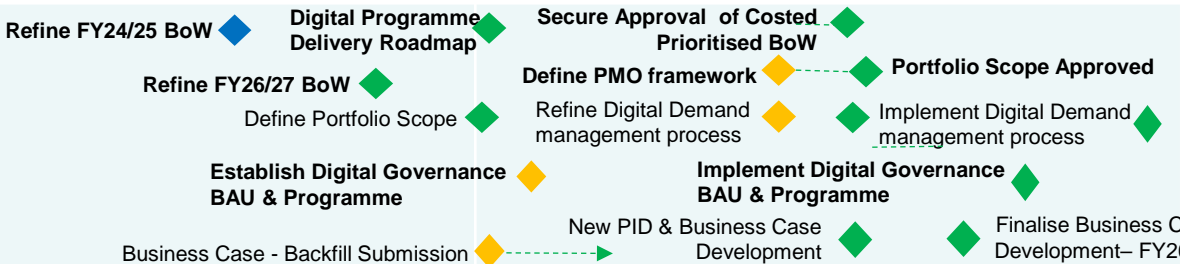 Refine FY24/25 BoW
Digital Programme
Delivery Roadmap
Secure Approval of Costed
Prioritised BoW
Refine FY26/27 BoW
Define PMO framework
Portfolio Scope Approved
Define Portfolio Scope
Refine Digital Demand
management process
Implement Digital Demand
management process
Establish Digital Governance
BAU & Programme
Implement Digital Governance
BAU & Programme
Business Case - Backfill Submission
New PID & Business Case
Development
Finalise Business
Development– FY2